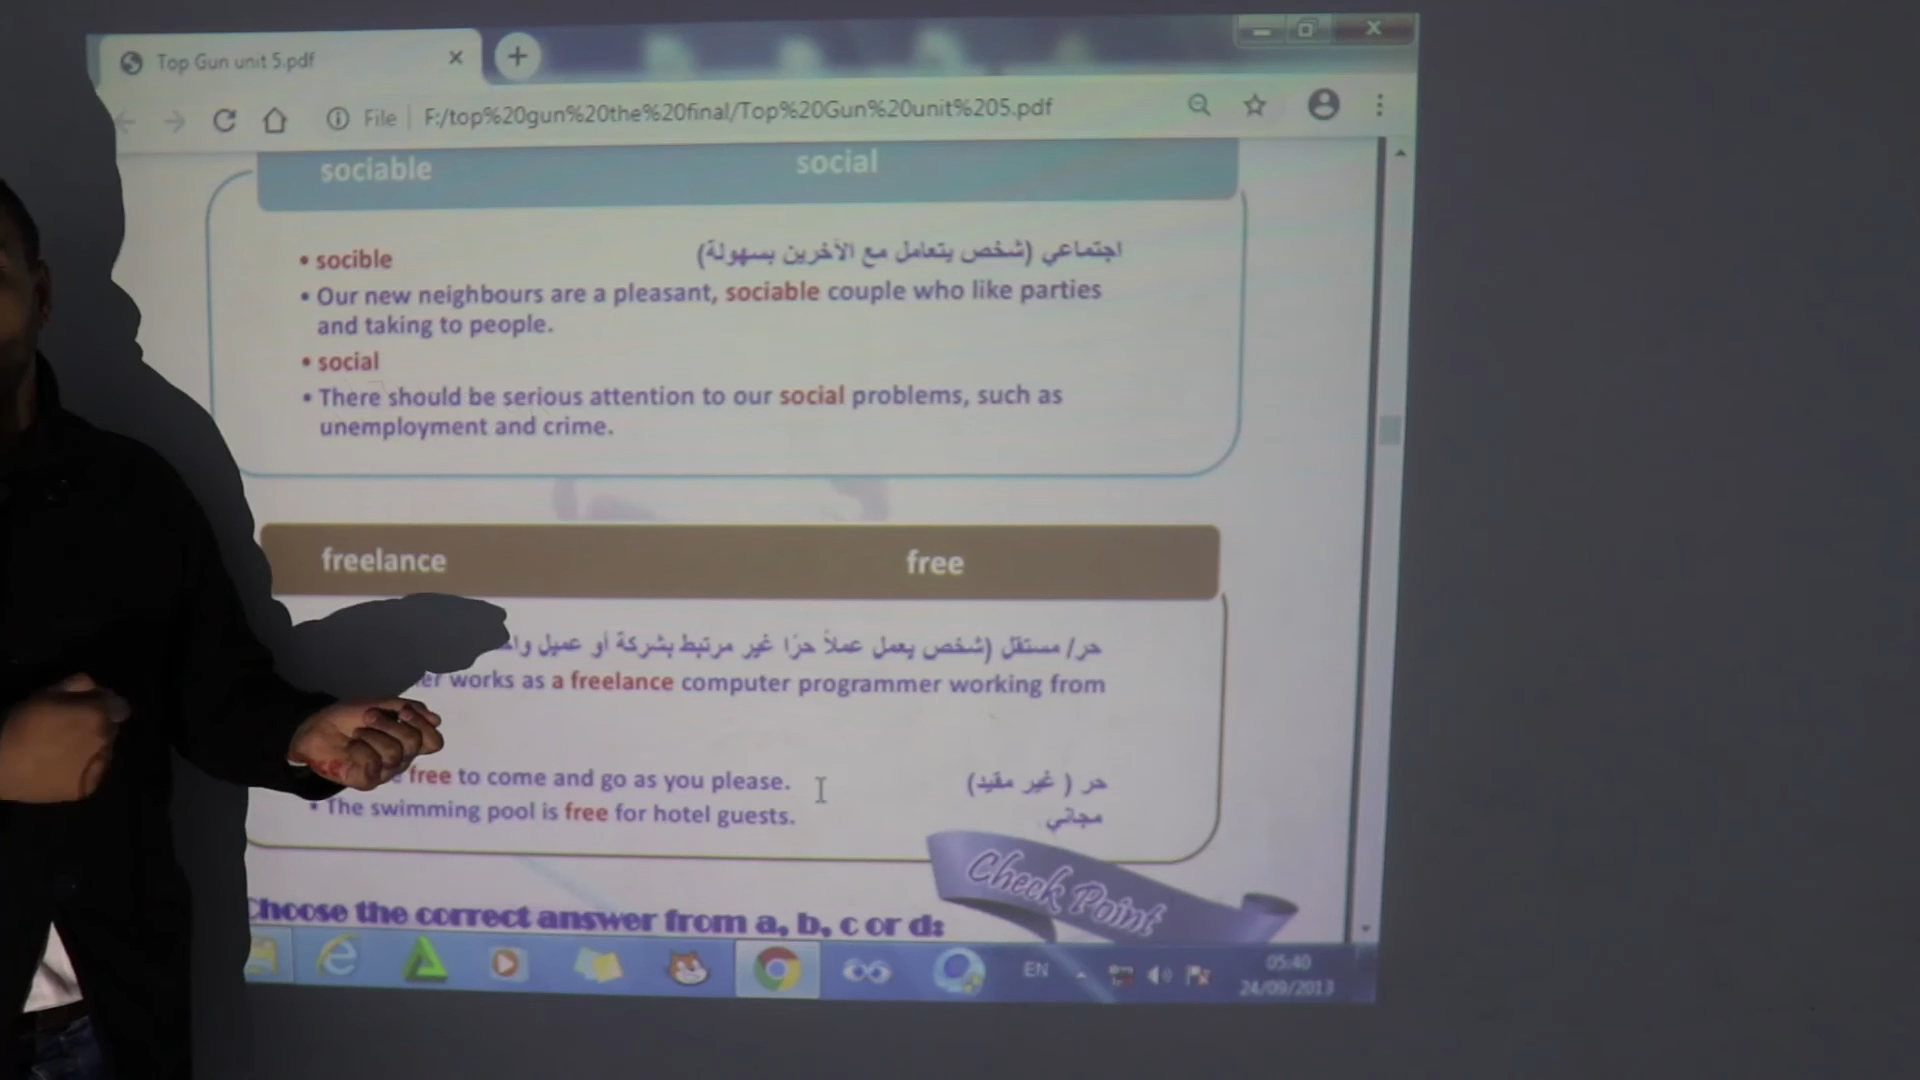 Top Gun unit 5.pdf
File F:/top%20gun%20the%20final/Top%20Gun%20unit%205.pdf
sociable social
• socible اجتماعي (شخص يتعامل مع الآخرين بسهولة)
• Our new neighbours are a pleasant, sociable couple who like parties
and taking to people.
• social
• There should be serious attention to our social problems, such as
unemployment and crime.
freelance free
حر/ مستقل (شخص يعمل عملاً حرًا غير مرتبط بشركة أو عميل
works as a freelance computer programmer working from
free to come and go as you please. حر ( غير مقيد)
• The swimming pool is free for hotel guests. مجاني
Check Point
Choose the correct answer from a, b, c or d:
EN 05:40
24/09/2013